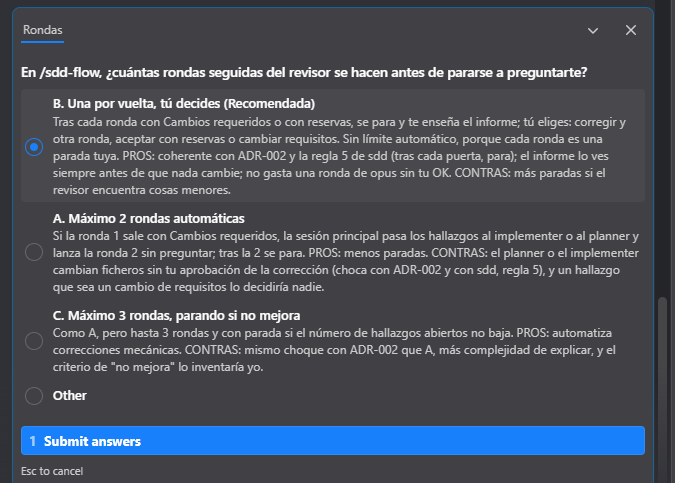 Rondas
En /sdd-flow, ¿cuántas rondas seguidas del revisor se hacen antes de pararse a preguntarte?
B. Una por vuelta, tú decides (Recomendada)
Tras cada ronda con Cambios requeridos o con reservas, se para y te enseña el informe; tú eliges: corregir y
otra ronda, aceptar con reservas o cambiar requisitos. Sin límite automático, porque cada ronda es una
parada tuya. PROS: coherente con ADR-002 y la regla 5 de sdd (tras cada puerta, para); el informe lo ves
siempre antes de que nada cambie; no gasta una ronda de opus sin tu OK. CONTRAS: más paradas si el
revisor encuentra cosas menores.
A. Máximo 2 rondas automáticas
Si la ronda 1 sale con Cambios requeridos, la sesión principal pasa los hallazgos al implementer o al planner y
lanza la ronda 2 sin preguntar; tras la 2 se para. PROS: menos paradas. CONTRAS: el planner o el implementer
cambian ficheros sin tu aprobación de la corrección (choca con ADR-002 y con sdd, regla 5), y un hallazgo
que sea un cambio de requisitos lo decidiría nadie.
C. Máximo 3 rondas, parando si no mejora
Como A, pero hasta 3 rondas y con parada si el número de hallazgos abiertos no baja. PROS: automatiza
correcciones mecánicas. CONTRAS: mismo choque con ADR-002 que A, más complejidad de explicar, y el
criterio de "no mejora" lo inventaría yo.
Other
1 Submit answers
Esc to cancel